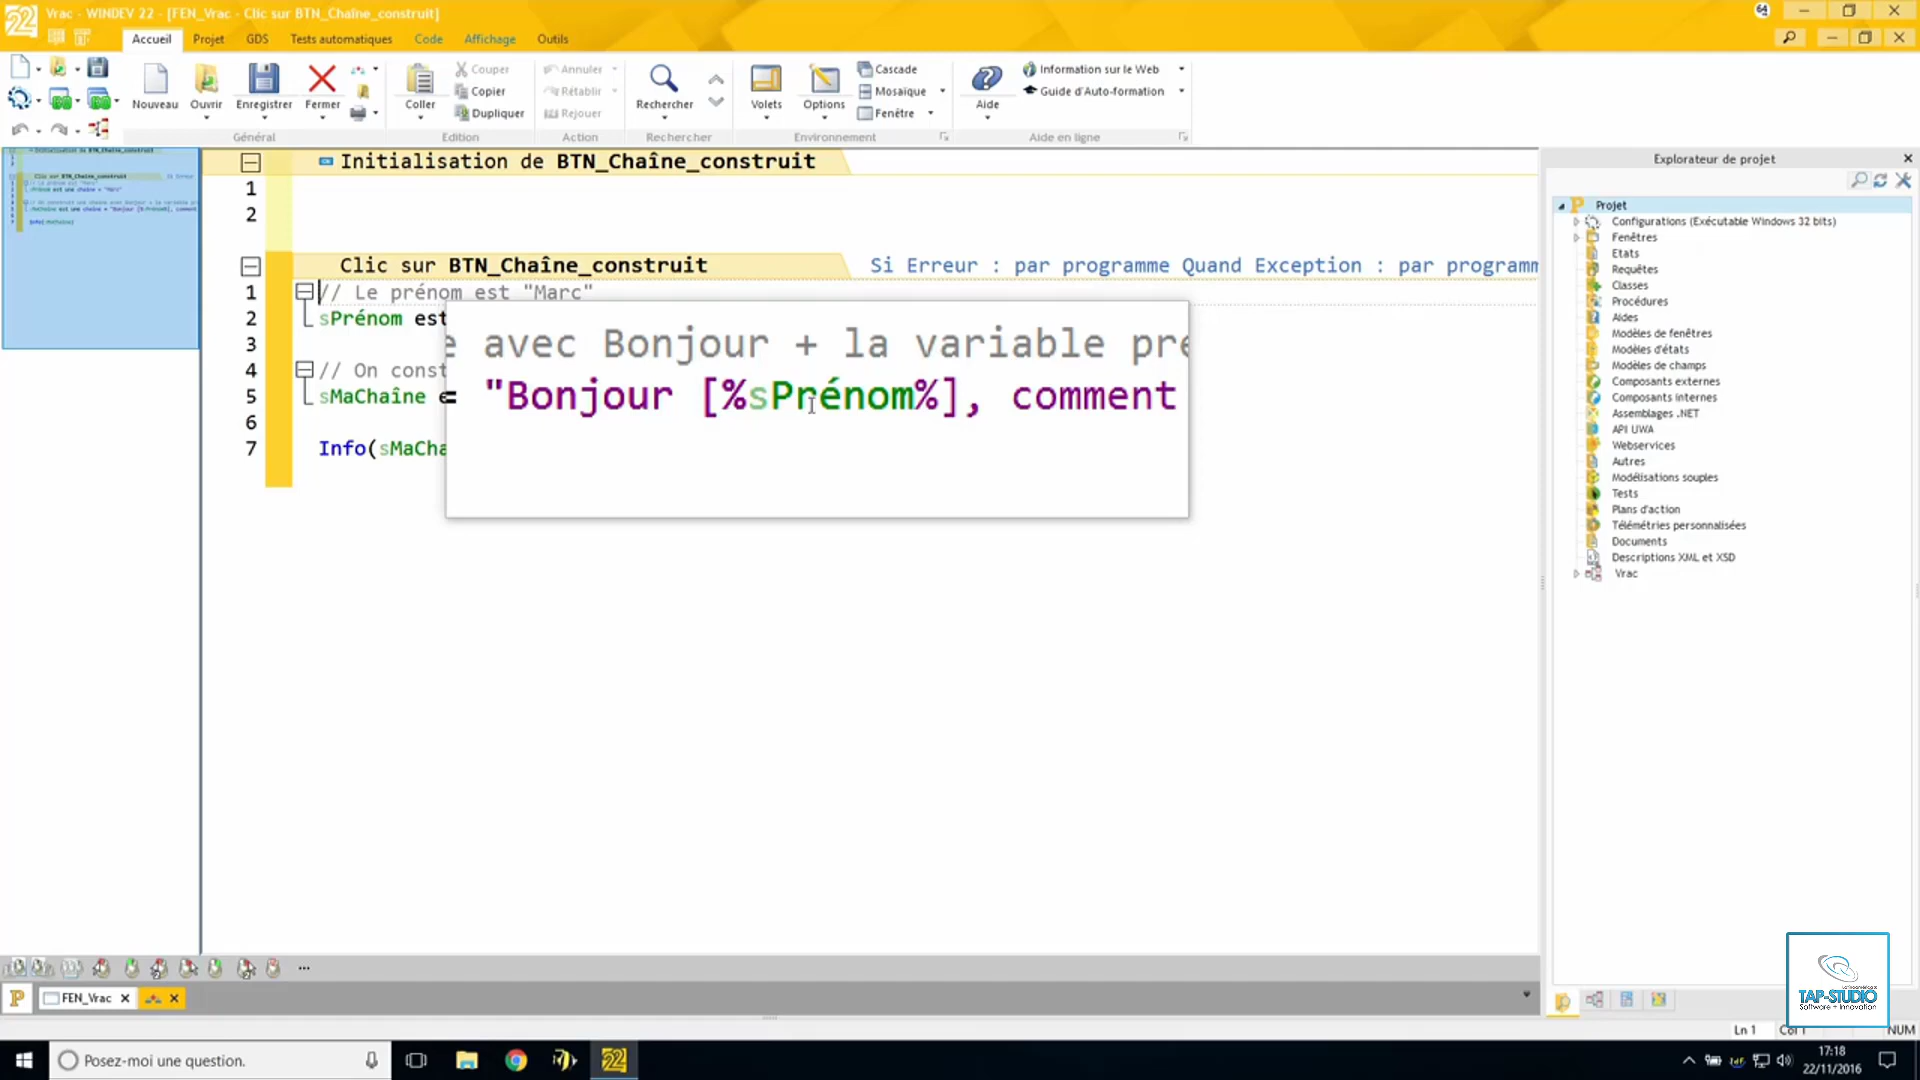 Vrac - WINDEV 22 - [FEN_Vrac - Clic sur BTN_Chaîne_construit]
64
Accueil Projet GDS Tests automatiques Code Affichage Outils
Nouveau Ouvrir Enregistrer Fermer
Général
Coller
Couper
Copier
Dupliquer
Edition
Annuler
Rétablir
Rejouer
Action
Rechercher
Rechercher
Volets Options
Cascade
Mosaïque
Fenêtre
Environnement
Aide
Information sur le Web
Guide d'Auto-formation
Aide en ligne
Initialisation de BTN_Chaîne_construit
1
2
Clic sur BTN_Chaîne_construit Si Erreur : par programme Quand Exception : par programm
1 // Le prénom est "Marc"
2 sPrénom est
3
4 // On const
5 sMaChaîne e
6
7 Info(sMaCha
e avec Bonjour + la variable pré
= "Bonjour [%sPrénom%], comment
Explorateur de projet
Projet
Configurations (Exécutable Windows 32 bits)
Fenêtres
Etats
Requêtes
Classes
Procédures
Aides
Modèles de fenêtres
Modèles d'états
Modèles de champs
Composants externes
Composants internes
Assemblages .NET
API UWA
Webservices
Autres
Modélisations souples
Tests
Plans d'action
Télémétries personnalisées
Documents
Descriptions XML et XSD
Vrac
FEN_Vrac
TAP-STUDIO
Software + Innovation
Ln 1 Col 1 NUM
Posez-moi une question.
22
17:18
22/11/2016